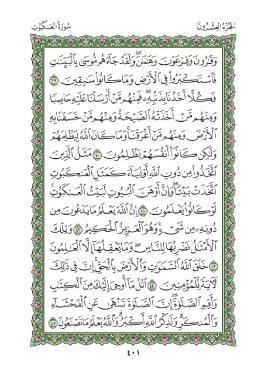 الجزء العشرون سورة العنكبوت
وَقَٰرُونَ وَفِرْعَوْنَ وَهَٰمَٰنَ ۖ وَلَقَدْ جَآءَهُم مُّوسَىٰ بِٱلْبَيِّنَٰتِ
فَٱسْتَكْبَرُوا۟ فِى ٱلْأَرْضِ وَمَا كَانُوا۟ سَٰبِقِينَ ٣٩
فَكُلًّا أَخَذْنَا بِذَنۢبِهِۦ ۖ فَمِنْهُم مَّنْ أَرْسَلْنَا عَلَيْهِ حَاصِبًا
وَمِنْهُم مَّنْ أَخَذَتْهُ ٱلصَّيْحَةُ وَمِنْهُم مَّنْ خَسَفْنَا بِهِ
ٱلْأَرْضَ وَمِنْهُم مَّنْ أَغْرَقْنَا ۚ وَمَا كَانَ ٱللَّهُ لِيَظْلِمَهُمْ
وَلَٰكِن كَانُوٓا۟ أَنفُسَهُمْ يَظْلِمُونَ ٤٠ مَثَلُ ٱلَّذِينَ
ٱتَّخَذُوا۟ مِن دُونِ ٱللَّهِ أَوْلِيَآءَ كَمَثَلِ ٱلْعَنكَبُوتِ
ٱتَّخَذَتْ بَيْتًا ۖ وَإِنَّ أَوْهَنَ ٱلْبُيُوتِ لَبَيْتُ ٱلْعَنكَبُوتِ ۖ
لَوْ كَانُوا۟ يَعْلَمُونَ ٤١ إِنَّ ٱللَّهَ يَعْلَمُ مَا يَدْعُونَ مِن
دُونِهِۦ مِن شَىْءٍ ۚ وَهُوَ ٱلْعَزِيزُ ٱلْحَكِيمُ ٤٢ وَتِلْكَ
ٱلْأَمْثَٰلُ نَضْرِبُهَا لِلنَّاسِ ۖ وَمَا يَعْقِلُهَآ إِلَّا ٱلْعَٰلِمُونَ
٤٣ خَلَقَ ٱللَّهُ ٱلسَّمَٰوَٰتِ وَٱلْأَرْضَ بِٱلْحَقِّ ۚ إِنَّ فِى ذَٰلِكَ
لَءَايَةً لِّلْمُؤْمِنِينَ ٤٤ ٱتْلُ مَآ أُوحِىَ إِلَيْكَ مِنَ ٱلْكِتَٰبِ
وَأَقِمِ ٱلصَّلَوٰةَ ۖ إِنَّ ٱلصَّلَوٰةَ تَنْهَىٰ عَنِ ٱلْفَحْشَآءِ
وَٱلْمُنكَرِ ۗ وَلَذِكْرُ ٱللَّهِ أَكْبَرُ ۗ وَٱللَّهُ يَعْلَمُ مَا تَصْنَعُونَ ٤٥
٤٠١